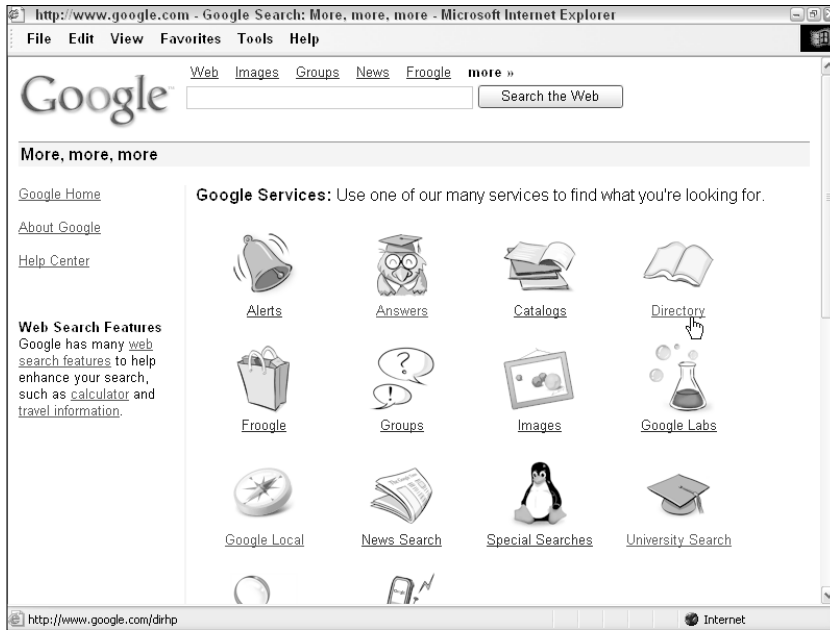 http://www.google.com - Google Search: More, more, more - Microsoft Internet Explorer
File Edit View Favorites Tools Help
Web Images Groups News Froogle more »
Google™
Search the Web
More, more, more
Google Home
About Google
Help Center
Web Search Features
Google has many web
search features to help
enhance your search,
such as calculator and
travel information.
Google Services: Use one of our many services to find what you're looking for.
Alerts Answers Catalogs Directory
Froogle Groups Images Google Labs
Google Local News Search Special Searches University Search
http://www.google.com/dirhp
Internet